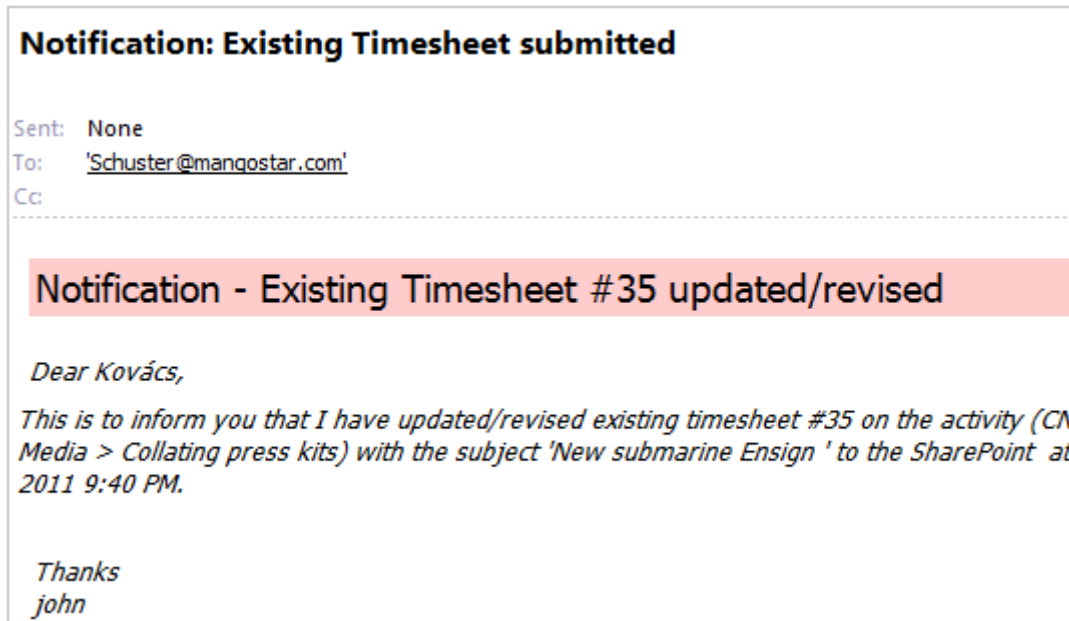 Notification: Existing Timesheet submitted
Sent: None
To: 'Schuster@mangostar.com'
Cc:
Notification - Existing Timesheet #35 updated/revised
Dear Kovács,
This is to inform you that I have updated/revised existing timesheet #35 on the activity (CN
Media > Collating press kits) with the subject 'New submarine Ensign ' to the SharePoint at
2011 9:40 PM.
Thanks
john